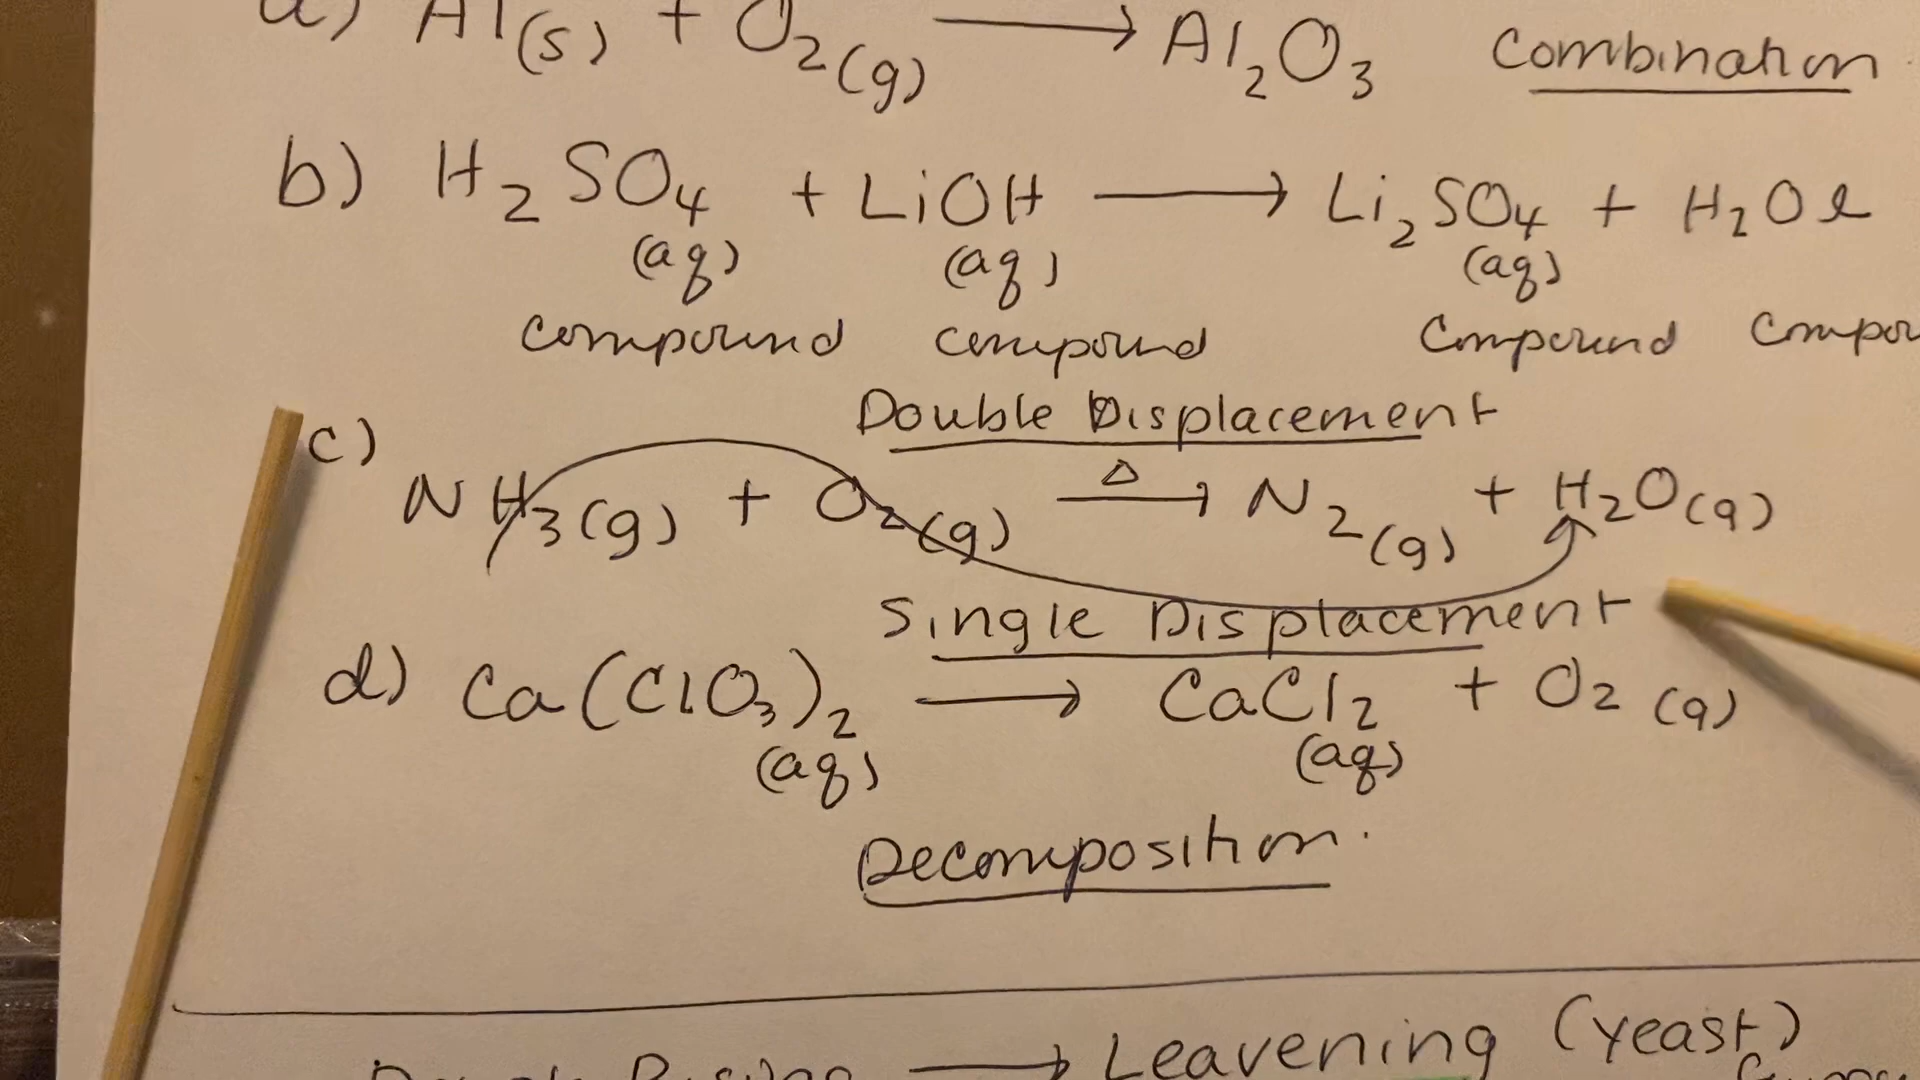 a) Al(s) + O2(g) → Al2O3 Combination
b) H2SO4 (aq) + LiOH (aq) → Li2SO4 (aq) + H2O l
compound compound Compound Compou
Double Displacement
c) NH3(g) + O2(g) Δ→ N2(g) + H2O(g)
Single Displacement
d) Ca(ClO3)2 (aq) → CaCl2 (aq) + O2 (g)
Decomposition.
→ Leavening (yeast)